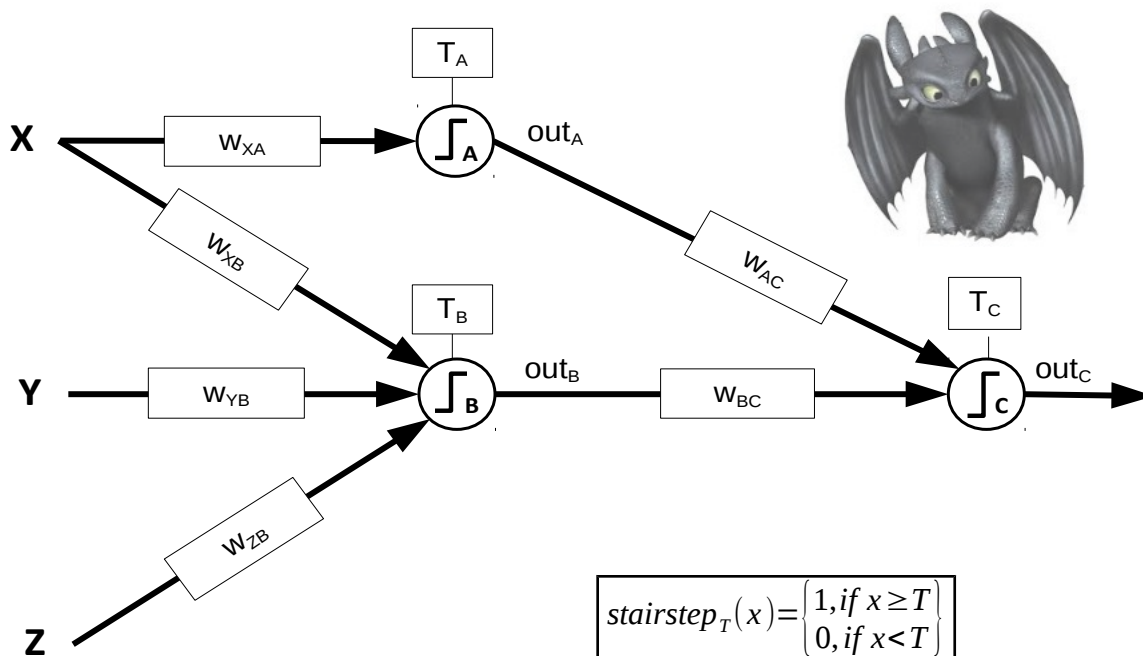 T_A
X
w_XA
A
out_A
w_XB
w_AC
T_B
T_C
Y
w_YB
B
out_B
w_BC
C
out_C
w_ZB
Z
stairstep_T(x)={1, if x≥T
0, if x<T}